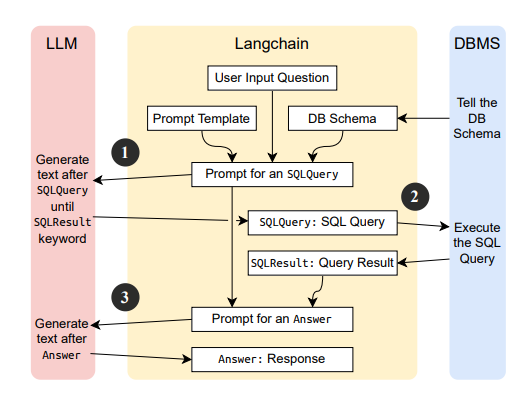 LLM
Langchain
DBMS
User Input Question
Prompt Template
DB Schema
Tell the
DB
Schema
1
Prompt for an SQLQuery
Generate
text after
SQLQuery
until
SQLResult
keyword
2
SQLQuery: SQL Query
Execute
the SQL
Query
SQLResult: Query Result
3
Prompt for an Answer
Generate
text after
Answer
Answer: Response